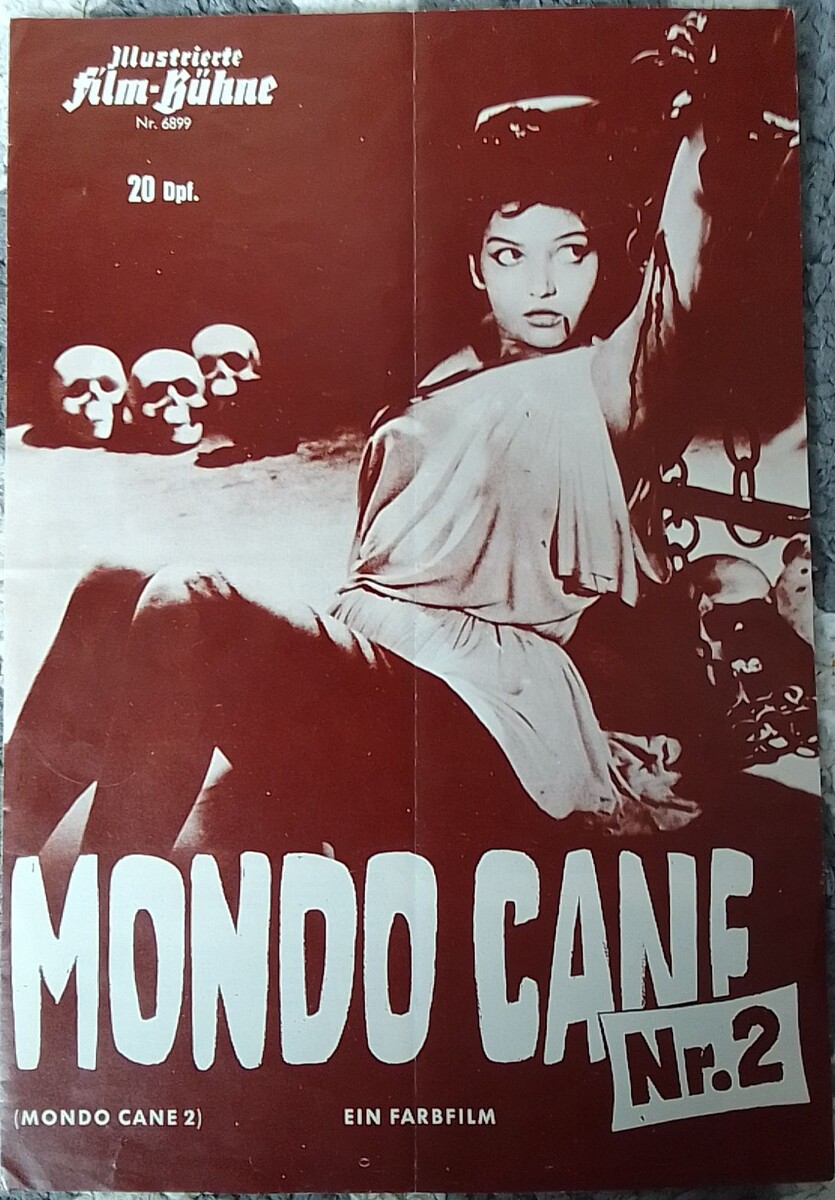 Illustrierte
Film-Bühne
Nr. 6899
20 Dpf.
MONDO CANE
Nr.2
(MONDO CANE 2)
EIN FARBFILM